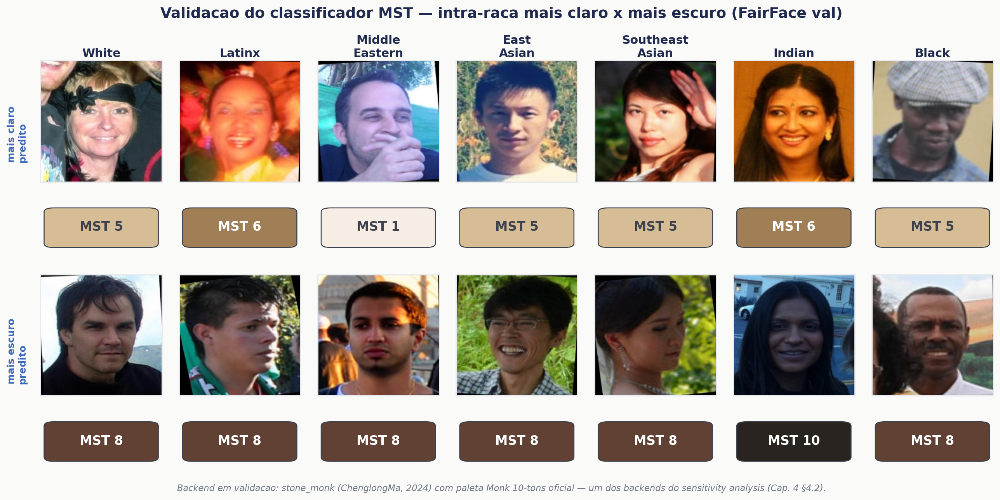 Validacao do classificador MST — intra-raca mais claro x mais escuro (FairFace val)
White
Latinx
Middle
Eastern
East
Asian
Southeast
Asian
Indian
Black
mais claro
predito
MST 5
MST 6
MST 1
MST 5
MST 5
MST 6
MST 5
mais escuro
predito
MST 8
MST 8
MST 8
MST 8
MST 8
MST 10
MST 8
Backend em validacao: stone_monk (ChenglongMa, 2024) com paleta Monk 10-tons oficial — um dos backends do sensitivity analysis (Cap. 4 §4.2).